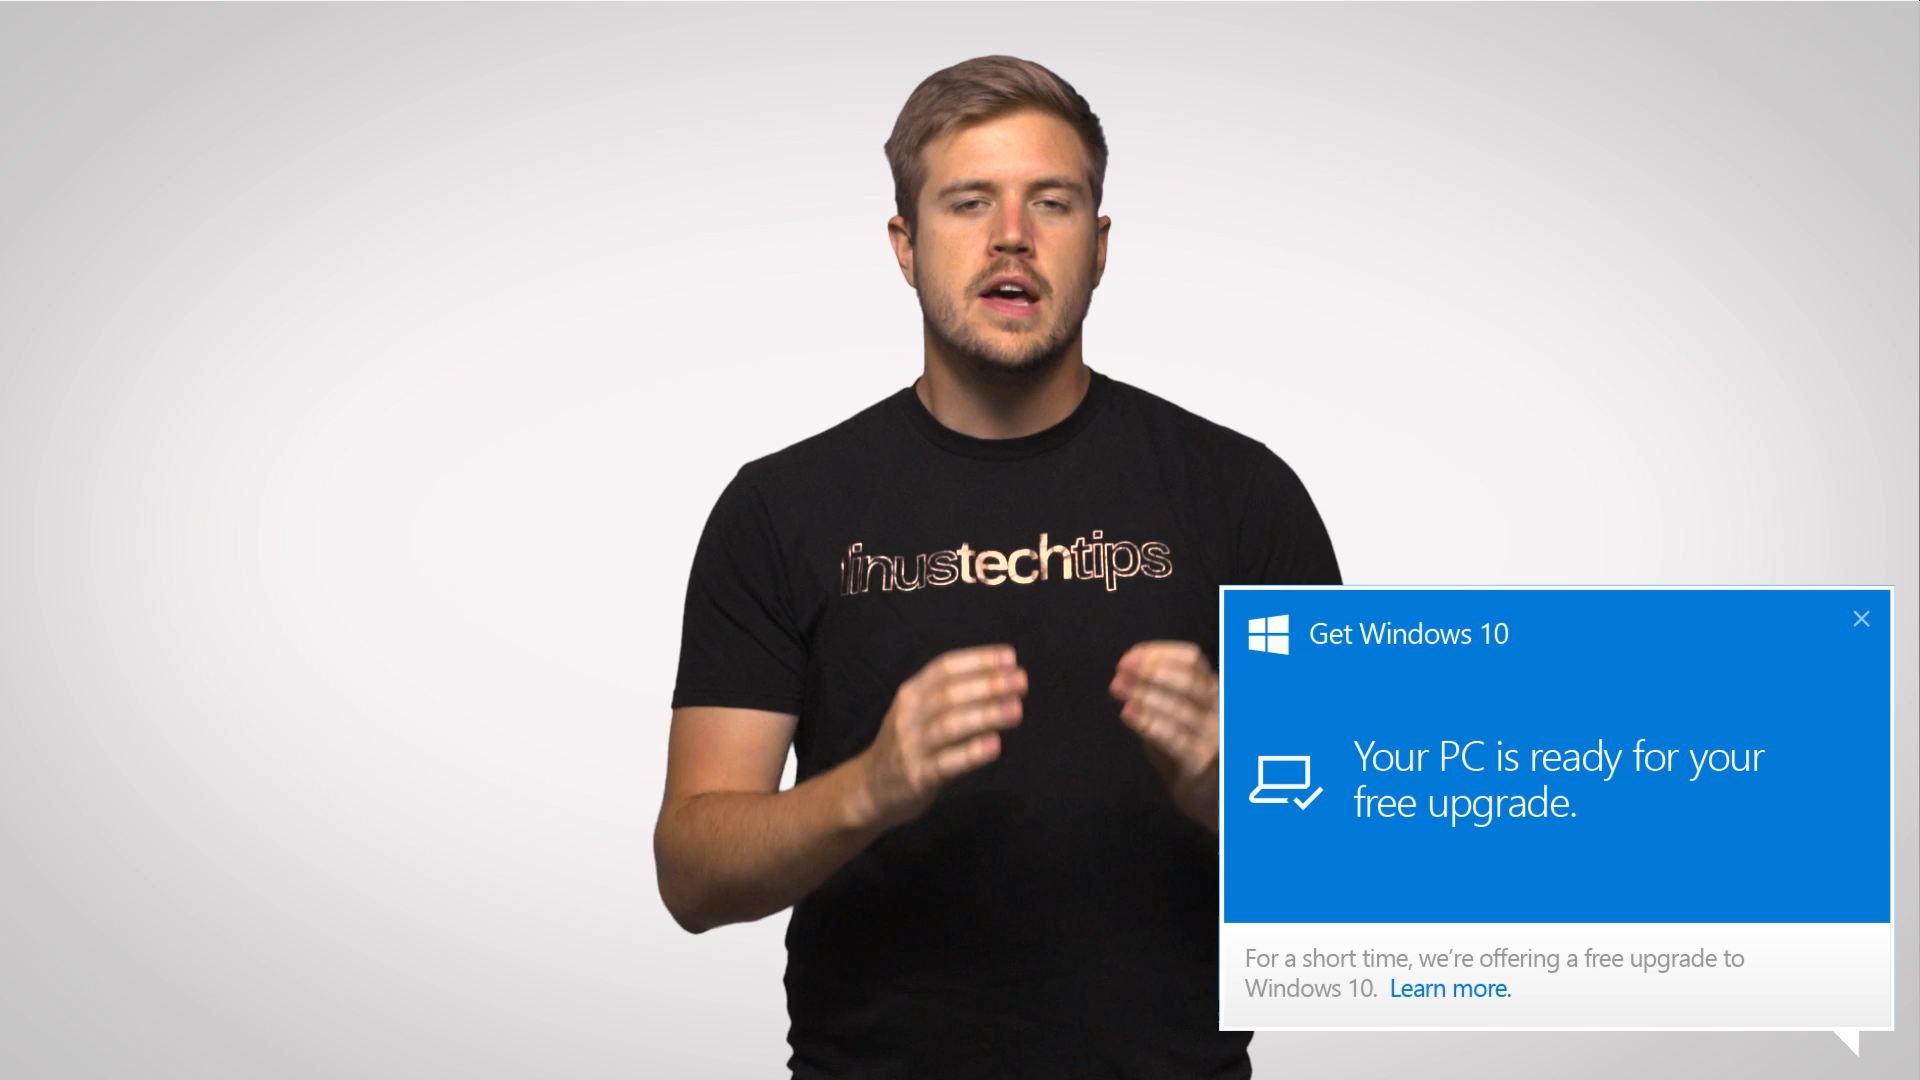 linustechtips
Get Windows 10
Your PC is ready for your
free upgrade.
For a short time, we're offering a free upgrade to
Windows 10. Learn more.